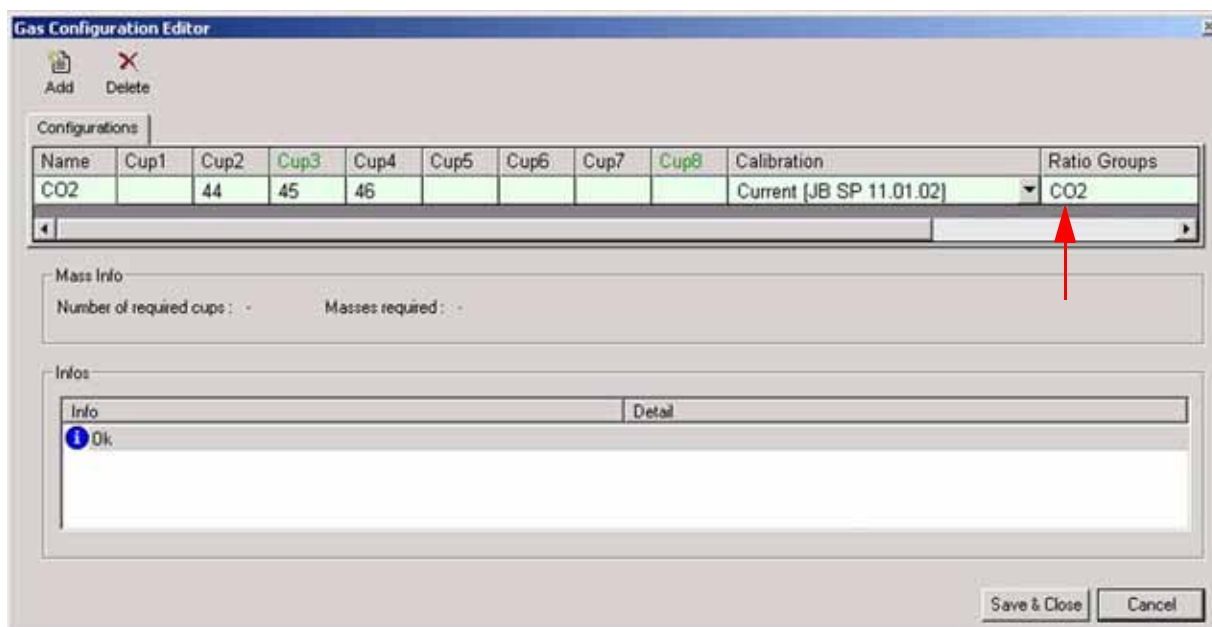 Gas Configuration Editor
Add Delete
Configurations
Name Cup1 Cup2 Cup3 Cup4 Cup5 Cup6 Cup7 Cup8 Calibration Ratio Groups
CO2 44 45 46 Current [JB SP 11.01.02] CO2
Mass Info
Number of required cups : - Masses required : -
Infos
Info Detail
Ok
Save & Close Cancel